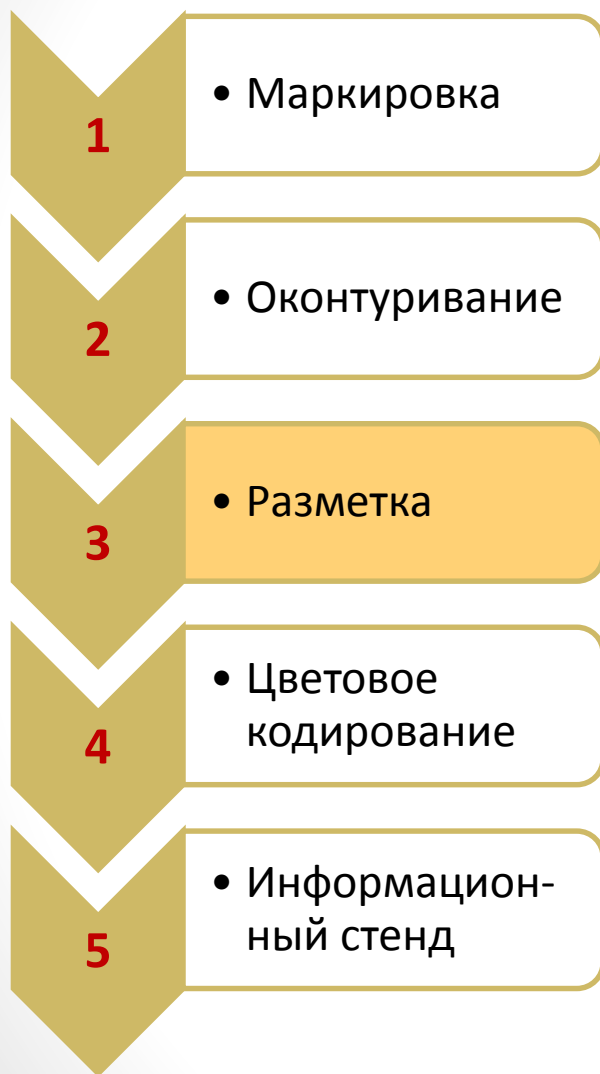 1
• Маркировка
2
• Оконтуривание
3
• Разметка
4
• Цветовое
кодирование
5
• Информацион-
ный стенд